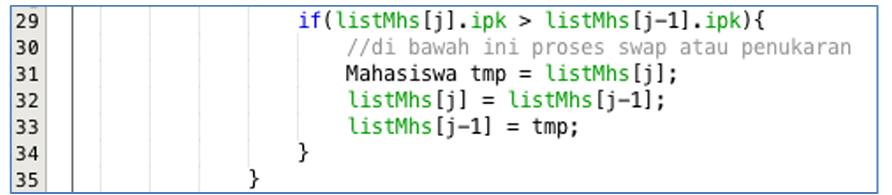 29 if(listMhs[j].ipk > listMhs[j-1].ipk){
30 //di bawah ini proses swap atau penukaran
31 Mahasiswa tmp = listMhs[j];
32 listMhs[j] = listMhs[j-1];
33 listMhs[j-1] = tmp;
34 }
35 }